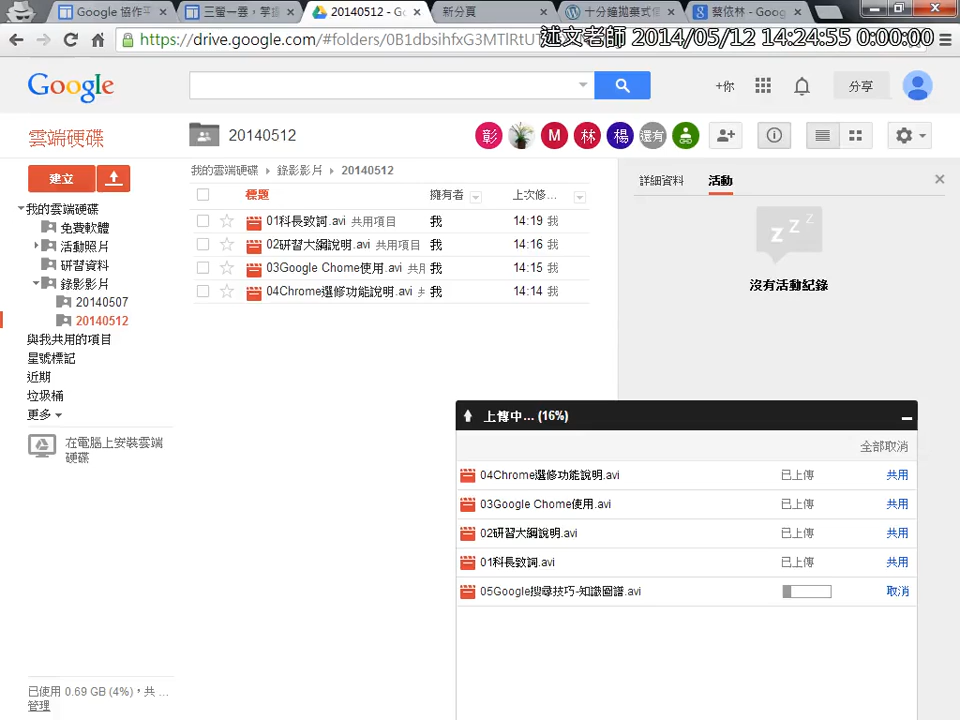 Google 協作平
三螢一雲，掌握
20140512 - Go
新分頁
十分鐘拋棄式信
蔡依林 - Goog
https://drive.google.com/#folders/0B1dbsihfxG3MTlRtU
述文老師 2014/05/12 14:24:55 0:00:00
Google
+你
分享
雲端硬碟
20140512
彰
M
林
楊
還有
建立
我的雲端硬碟 › 錄影影片 › 20140512
標題
擁有者
上次修...
01科長致詞.avi 共用項目
我
14:19 我
02研習大綱說明.avi 共用項目
我
14:16 我
03Google Chome使用.avi 共用
我
14:15 我
04Chrome選修功能說明.avi
我
14:14 我
我的雲端硬碟
免費軟體
活動照片
研習資料
錄影影片
20140507
20140512
與我共用的項目
星號標記
近期
垃圾桶
更多
在電腦上安裝雲端
硬碟
已使用 0.69 GB (4%)，共 ...
管理
詳細資料
活動
z z z
沒有活動紀錄
上傳中... (16%)
全部取消
04Chrome選修功能說明.avi
已上傳
共用
03Google Chome使用.avi
已上傳
共用
02研習大綱說明.avi
已上傳
共用
01科長致詞.avi
已上傳
共用
05Google搜尋技巧-知識圖譜.avi
取消